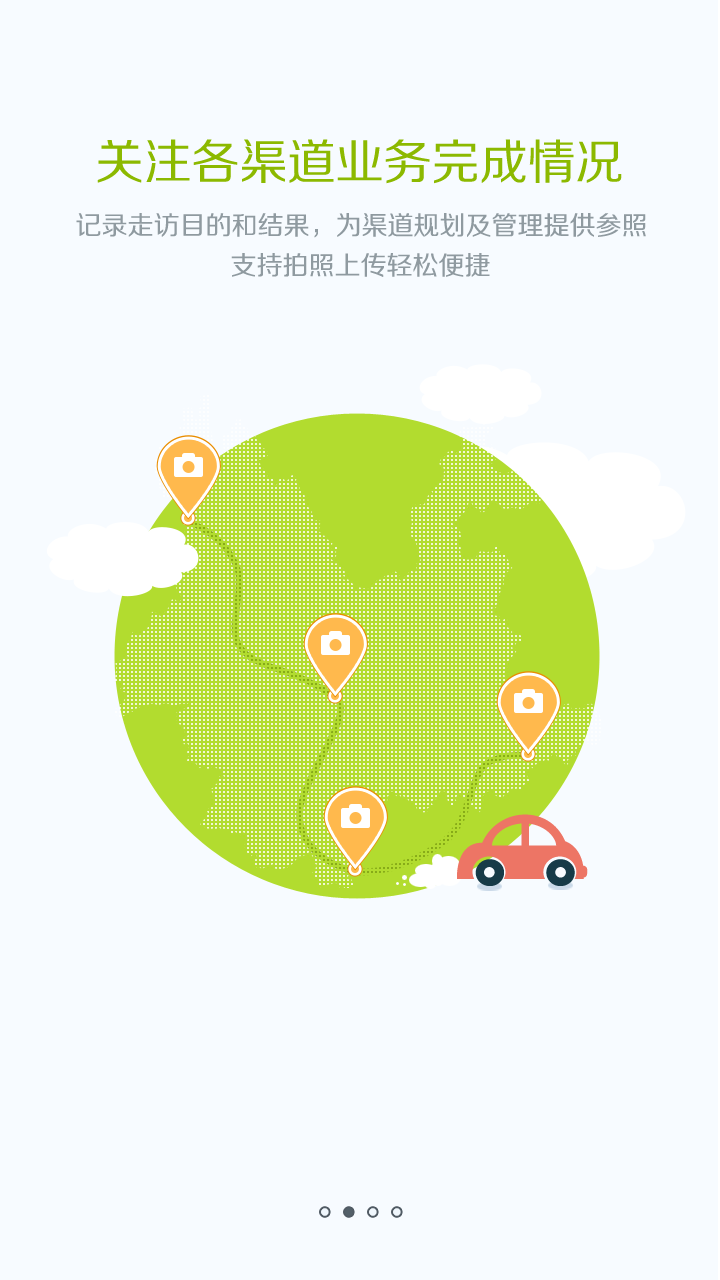 关注各渠道业务完成情况
记录走访目的和结果，为渠道规划及管理提供参照
支持拍照上传轻松便捷